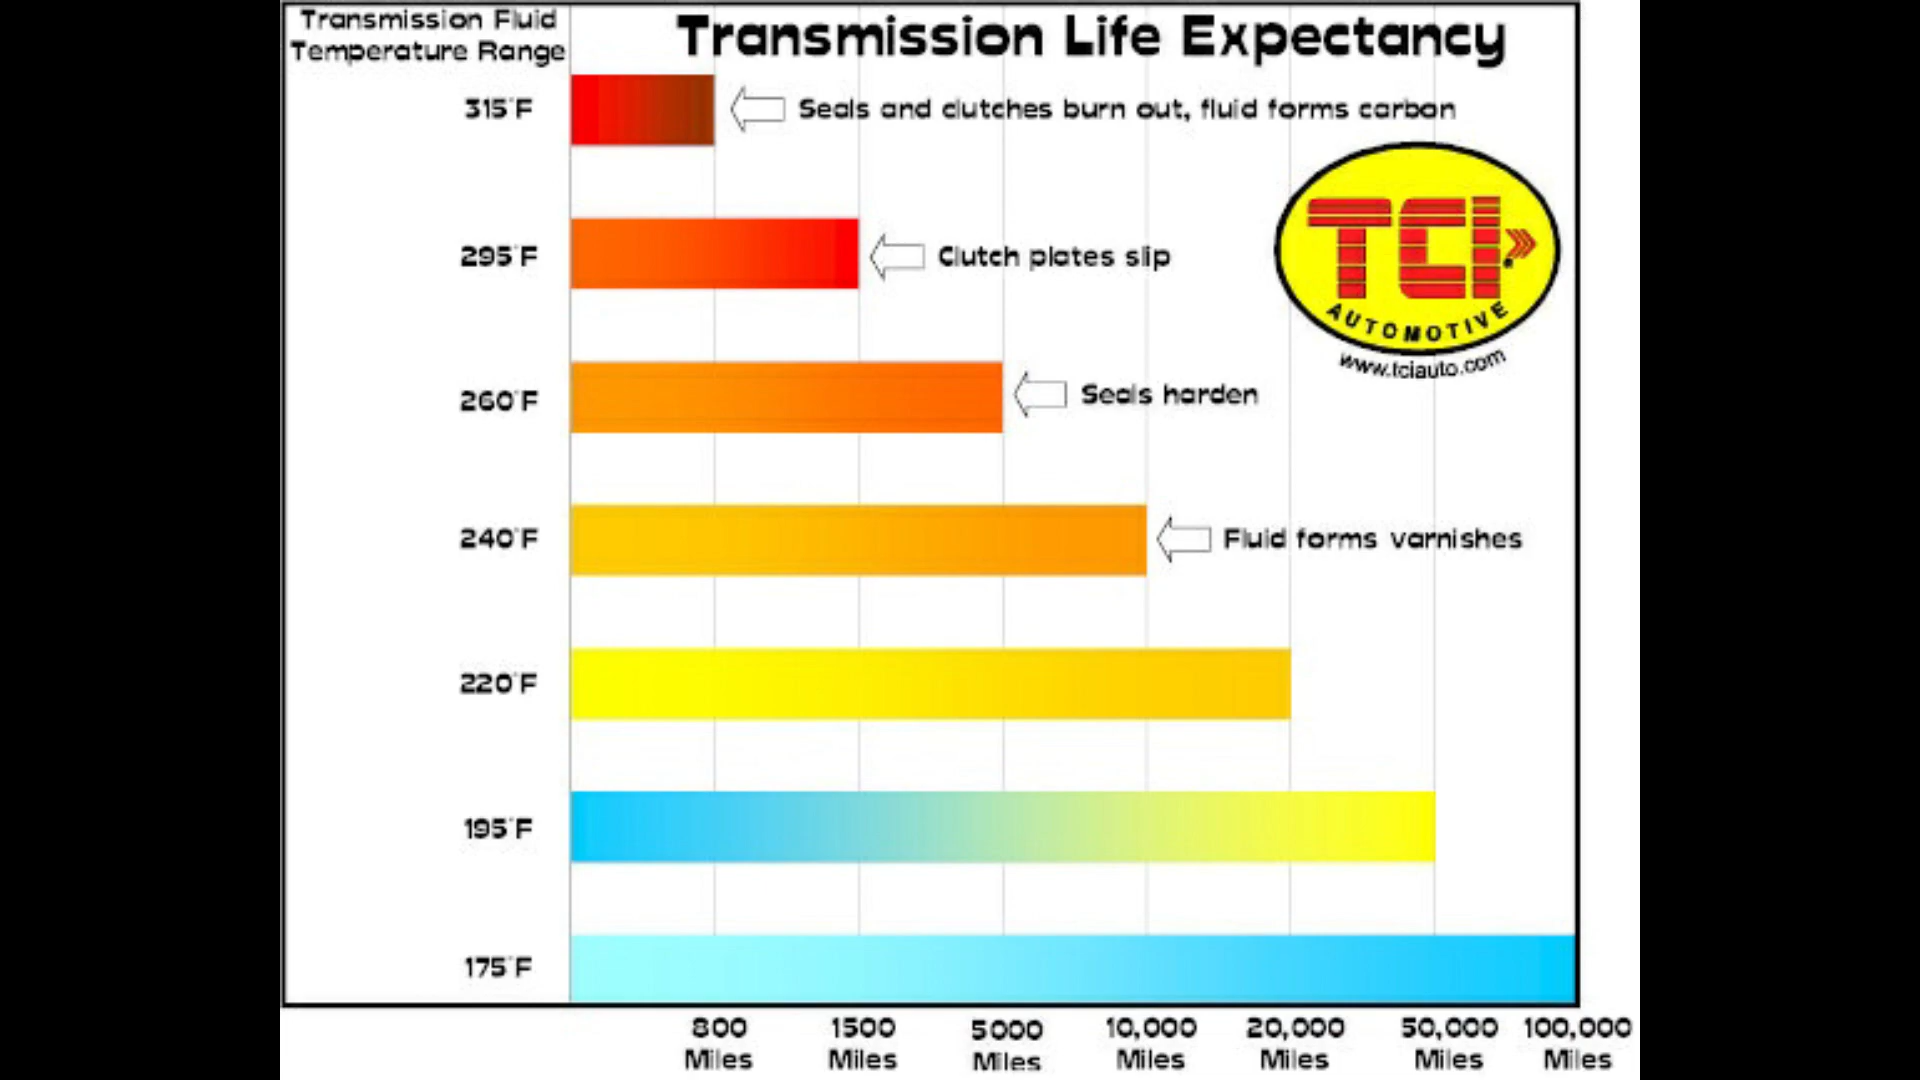 Transmission Fluid
Temperature Range
Transmission Life Expectancy
315°F
Seals and clutches burn out, fluid forms carbon
TCI
AUTOMOTIVE
www.tciauto.com
295°F
Clutch plates slip
260°F
Seals harden
240°F
Fluid forms varnishes
220°F
195°F
175°F
800 1500 5000 10,000 20,000 50,000 100,000
Miles Miles Miles Miles Miles Miles Miles